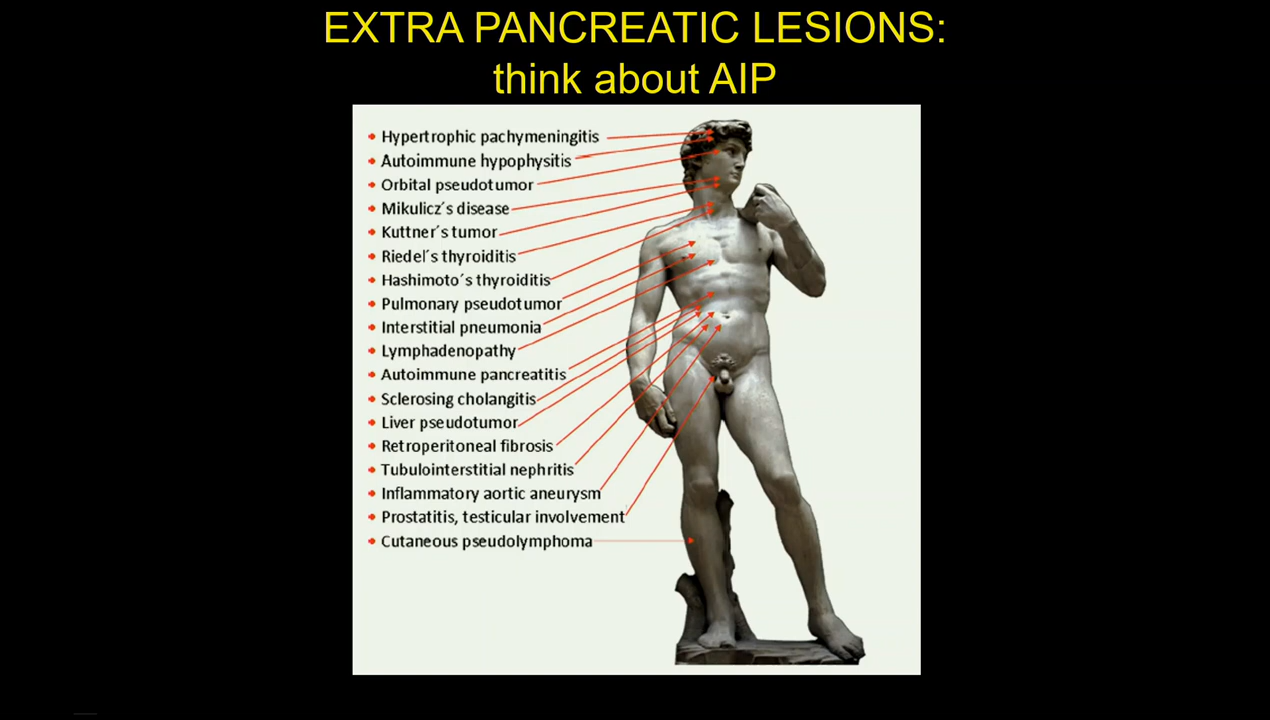 EXTRA PANCREATIC LESIONS:
think about AIP
Hypertrophic pachymeningitis
Autoimmune hypophysitis
Orbital pseudotumor
Mikulicz´s disease
Kuttner´s tumor
Riedel´s thyroiditis
Hashimoto´s thyroiditis
Pulmonary pseudotumor
Interstitial pneumonia
Lymphadenopathy
Autoimmune pancreatitis
Sclerosing cholangitis
Liver pseudotumor
Retroperitoneal fibrosis
Tubulointerstitial nephritis
Inflammatory aortic aneurysm
Prostatitis, testicular involvement
Cutaneous pseudolymphoma